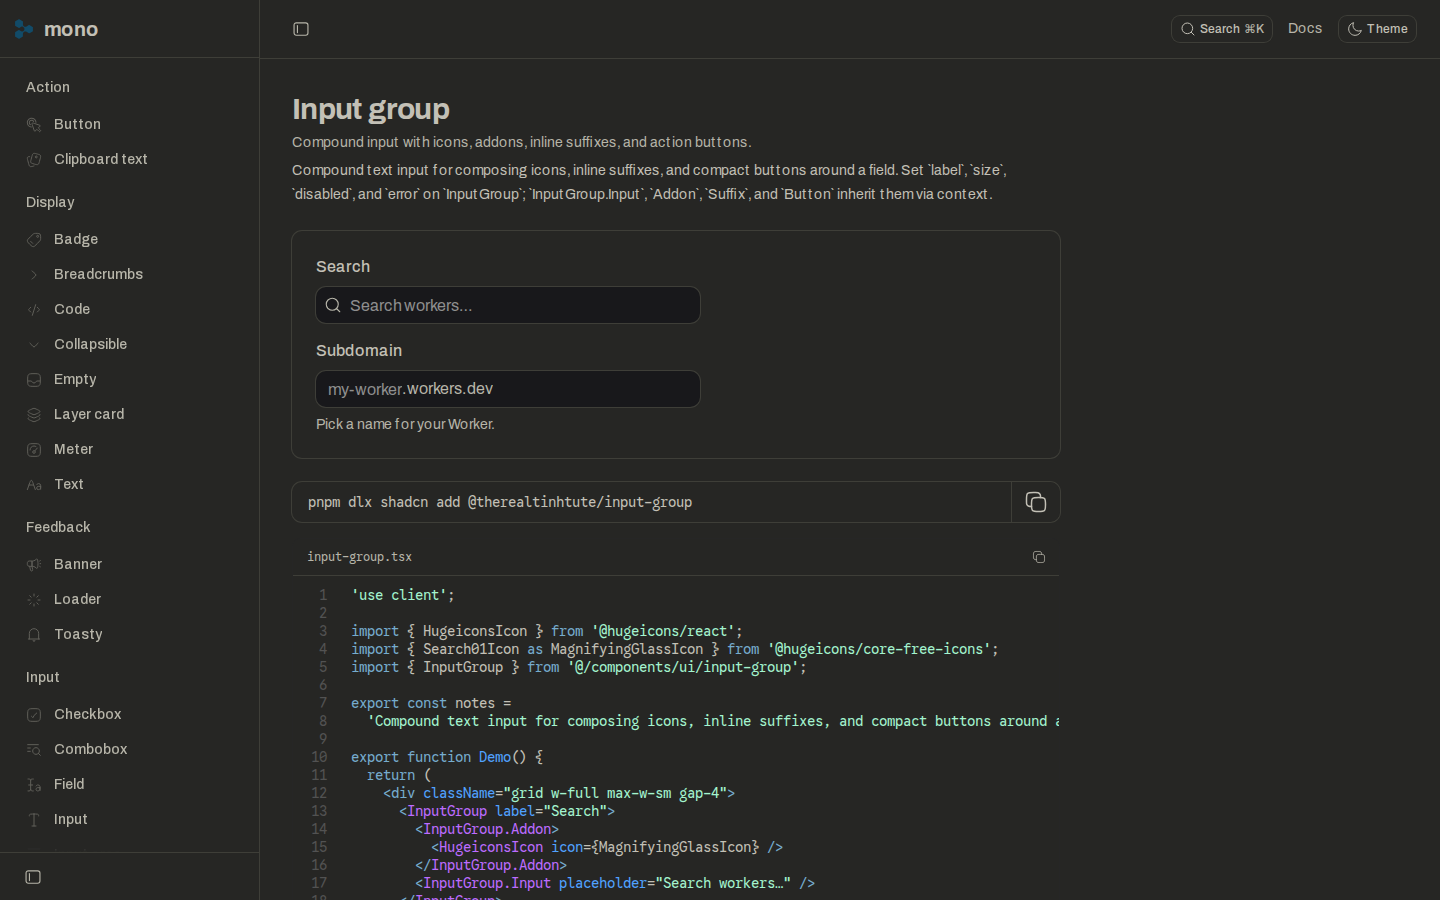 mono
Search ⌘K
Docs
Theme
Action
Button
Clipboard text
Display
Badge
Breadcrumbs
Code
Collapsible
Empty
Layer card
Meter
Text
Feedback
Banner
Loader
Toasty
Input
Checkbox
Combobox
Field
Input
Input group
Compound input with icons, addons, inline suffixes, and action buttons.
Compound text input for composing icons, inline suffixes, and compact buttons around a field. Set `label`, `size`,
`disabled`, and `error` on `InputGroup`; `InputGroup.Input`, `Addon`, `Suffix`, and `Button` inherit them via context.
Search
Search workers...
Subdomain
my-worker.workers.dev
Pick a name for your Worker.
pnpm dlx shadcn add @therealtinhtute/input-group
input-group.tsx
1 'use client';
2
3 import { HugeiconsIcon } from '@hugeicons/react';
4 import { Search01Icon as MagnifyingGlassIcon } from '@hugeicons/core-free-icons';
5 import { InputGroup } from '@/components/ui/input-group';
6
7 export const notes =
8 'Compound text input for composing icons, inline suffixes, and compact buttons around a
9
10 export function Demo() {
11 return (
12 <div className="grid w-full max-w-sm gap-4">
13 <InputGroup label="Search">
14 <InputGroup.Addon>
15 <HugeiconsIcon icon={MagnifyingGlassIcon} />
16 </InputGroup.Addon>
17 <InputGroup.Input placeholder="Search workers…" />
18 </InputGroup>